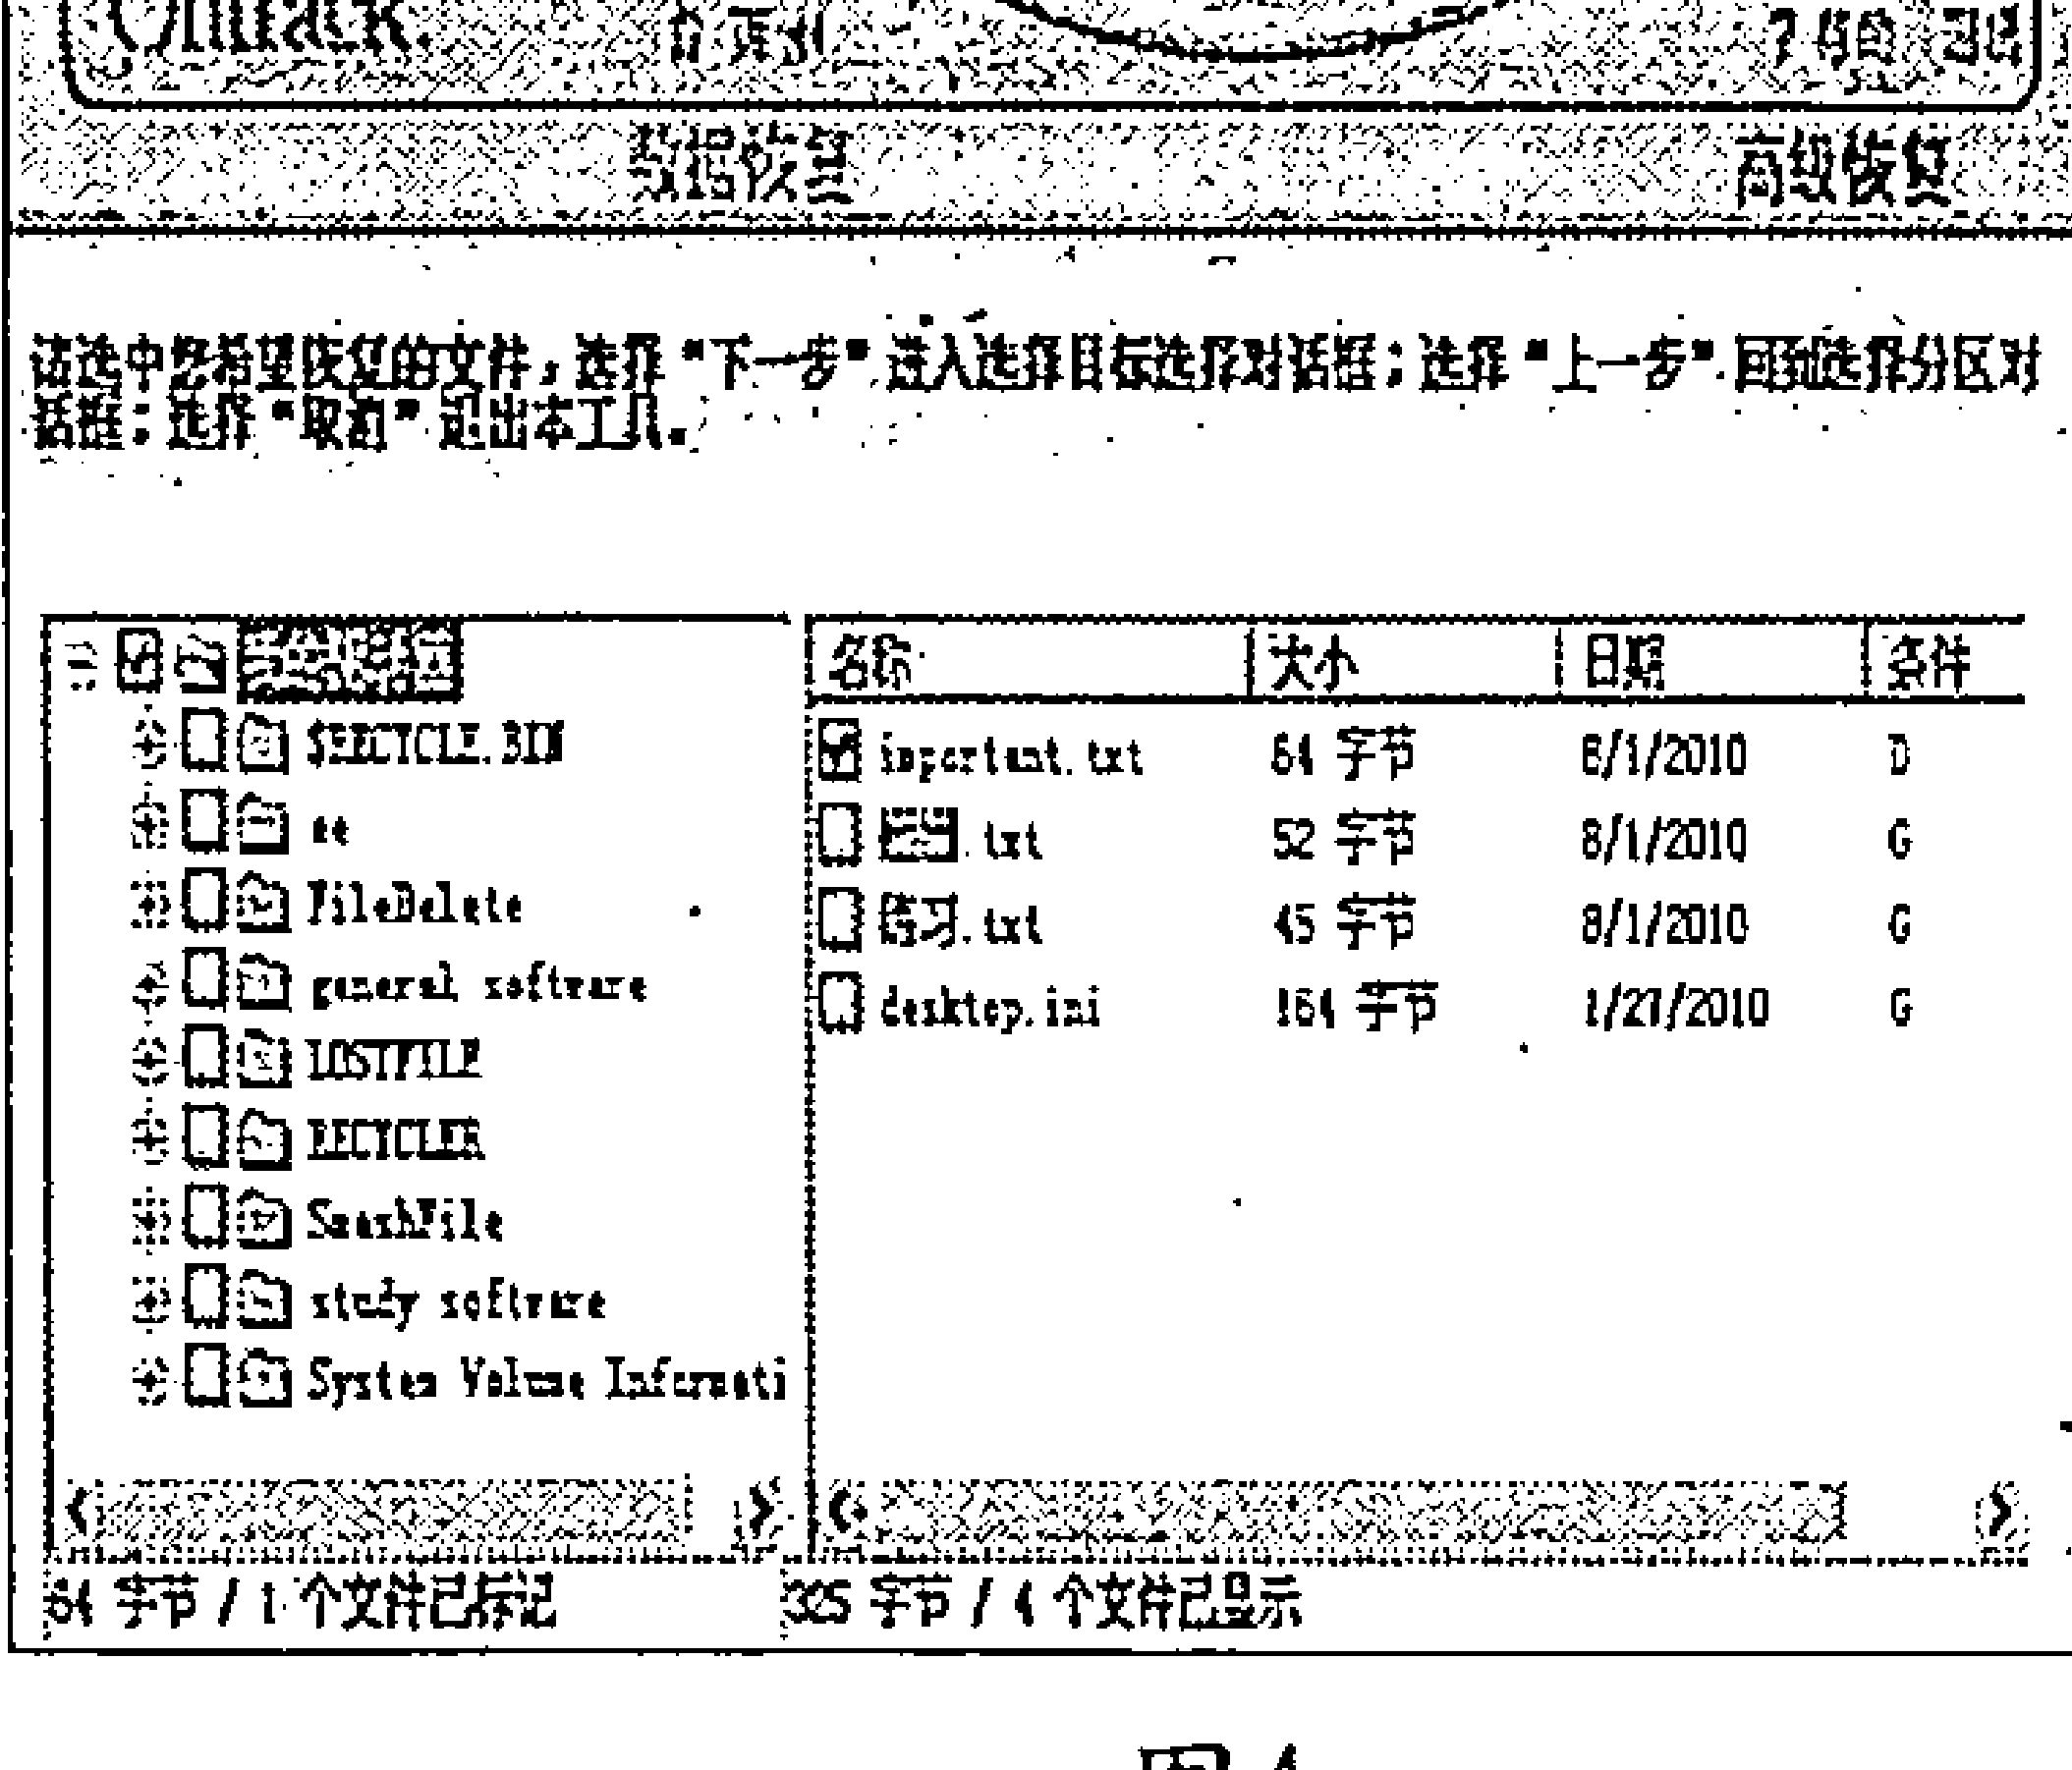 Ontrack.
数据恢复 高级恢复
请选中您希望恢复的文件,选择"下一步"进入选择目标选择对话框;选择"上一步"回到选择分区对
话框;选择"取消"退出本工具.
名称 大小 日期 条件
$RECYCLE.BIN
important.txt 64 字节 8/1/2010 D
ee
.txt 52 字节 8/1/2010 G
FileDelete
练习.txt 45 字节 8/1/2010 G
general software
desktop.ini 164 字节 1/27/2010 G
LOSTFILE
RECYCLER
SmashFile
study software
System Volume Informati
64 字节 / 1 个文件已标记
325 字节 / 4 个文件已显示